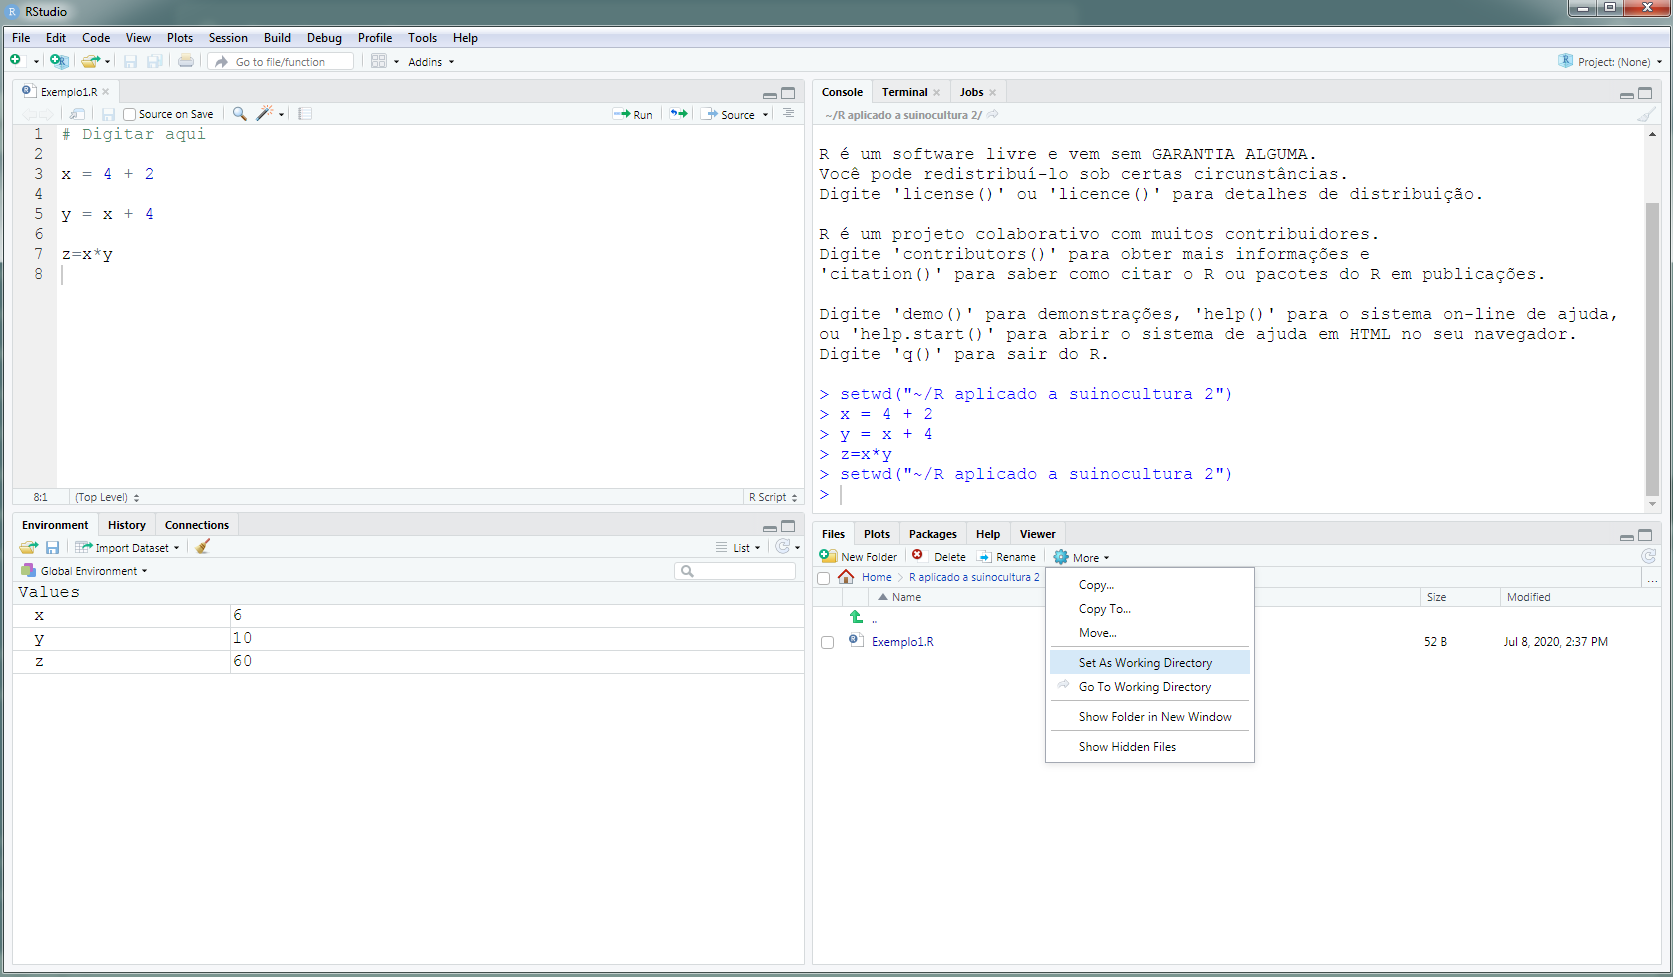 RStudio
File Edit Code View Plots Session Build Debug Profile Tools Help
Go to file/function Addins Project: (None)
Exemplo1.R
Source on Save Run Source
1 # Digitar aqui
2
3 x = 4 + 2
4
5 y = x + 4
6
7 z=x*y
8
8:1 (Top Level) R Script
Environment History Connections
Import Dataset List
Global Environment
Values
x 6
y 10
z 60
Console Terminal Jobs
~/R aplicado a suinocultura 2/
R é um software livre e vem sem GARANTIA ALGUMA.
Você pode redistribuí-lo sob certas circunstâncias.
Digite 'license()' ou 'licence()' para detalhes de distribuição.
R é um projeto colaborativo com muitos contribuidores.
Digite 'contributors()' para obter mais informações e
'citation()' para saber como citar o R ou pacotes do R em publicações.
Digite 'demo()' para demonstrações, 'help()' para o sistema on-line de ajuda,
ou 'help.start()' para abrir o sistema de ajuda em HTML no seu navegador.
Digite 'q()' para sair do R.
> setwd("~/R aplicado a suinocultura 2")
> x = 4 + 2
> y = x + 4
> z=x*y
> setwd("~/R aplicado a suinocultura 2")
>
Files Plots Packages Help Viewer
New Folder Delete Rename More
Home R aplicado a suinocultura 2 ...
Name Size Modified
..
Exemplo1.R 52 B Jul 8, 2020, 2:37 PM
Copy...
Copy To...
Move...
Set As Working Directory
Go To Working Directory
Show Folder in New Window
Show Hidden Files